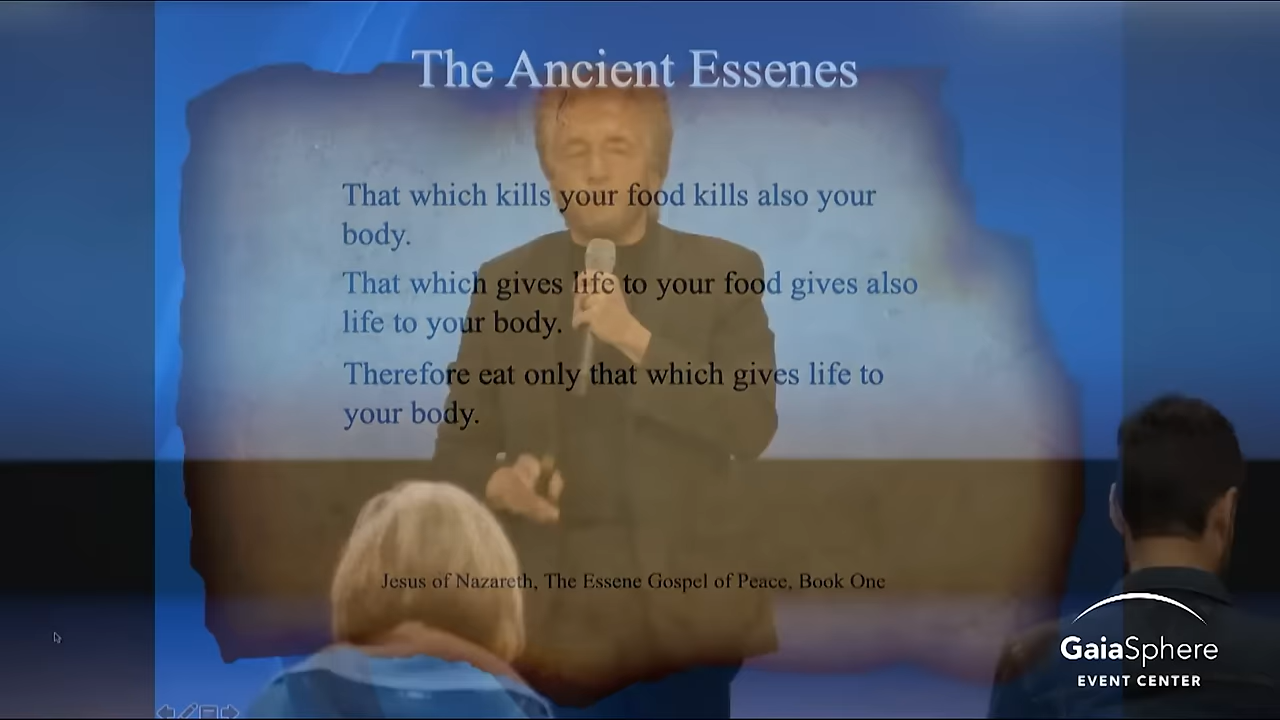 The Ancient Essenes
That which kills your food kills also your
body.
That which gives life to your food gives also
life to your body.
Therefore eat only that which gives life to
your body.
Jesus of Nazareth, The Essene Gospel of Peace, Book One
GaiaSphere
EVENT CENTER